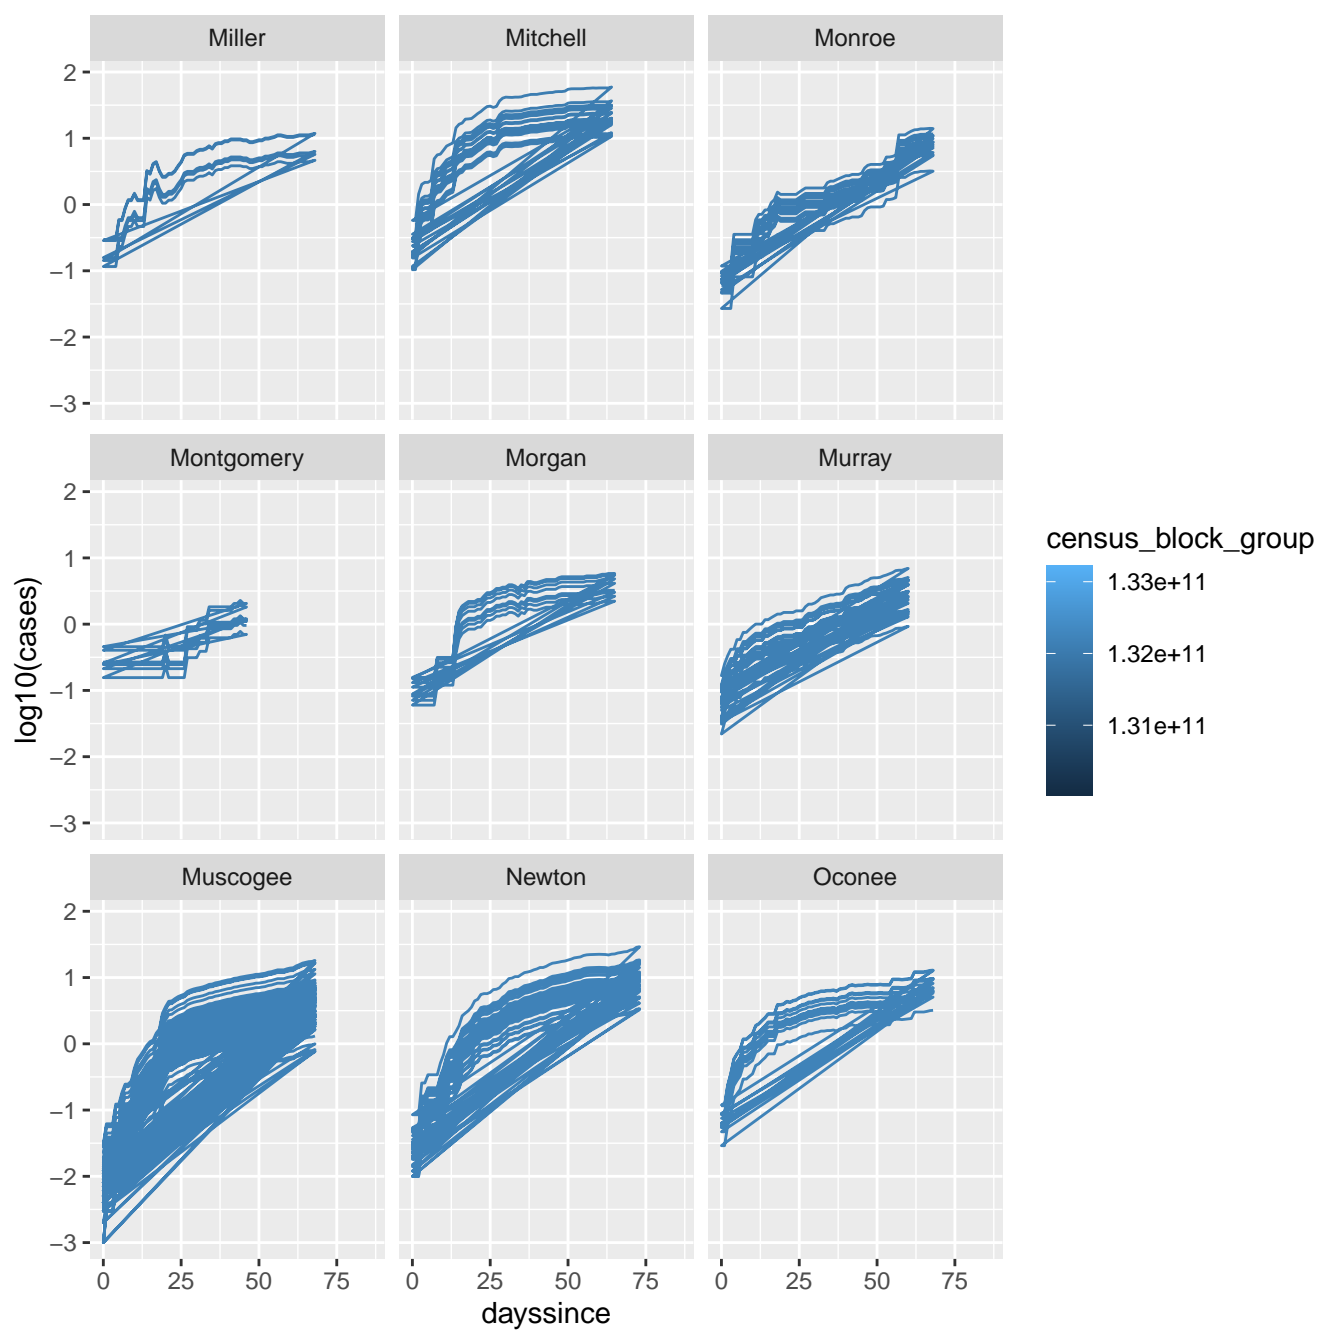 Miller Mitchell Monroe
2
1
0
−1
−2
−3
Montgomery Morgan Murray
2
1
0
−1
−2
−3
Muscogee Newton Oconee
2
1
0
−1
−2
−3
0 25 50 75 0 25 50 75 0 25 50 75
dayssince
log10(cases)
census_block_group
1.33e+11
1.32e+11
1.31e+11